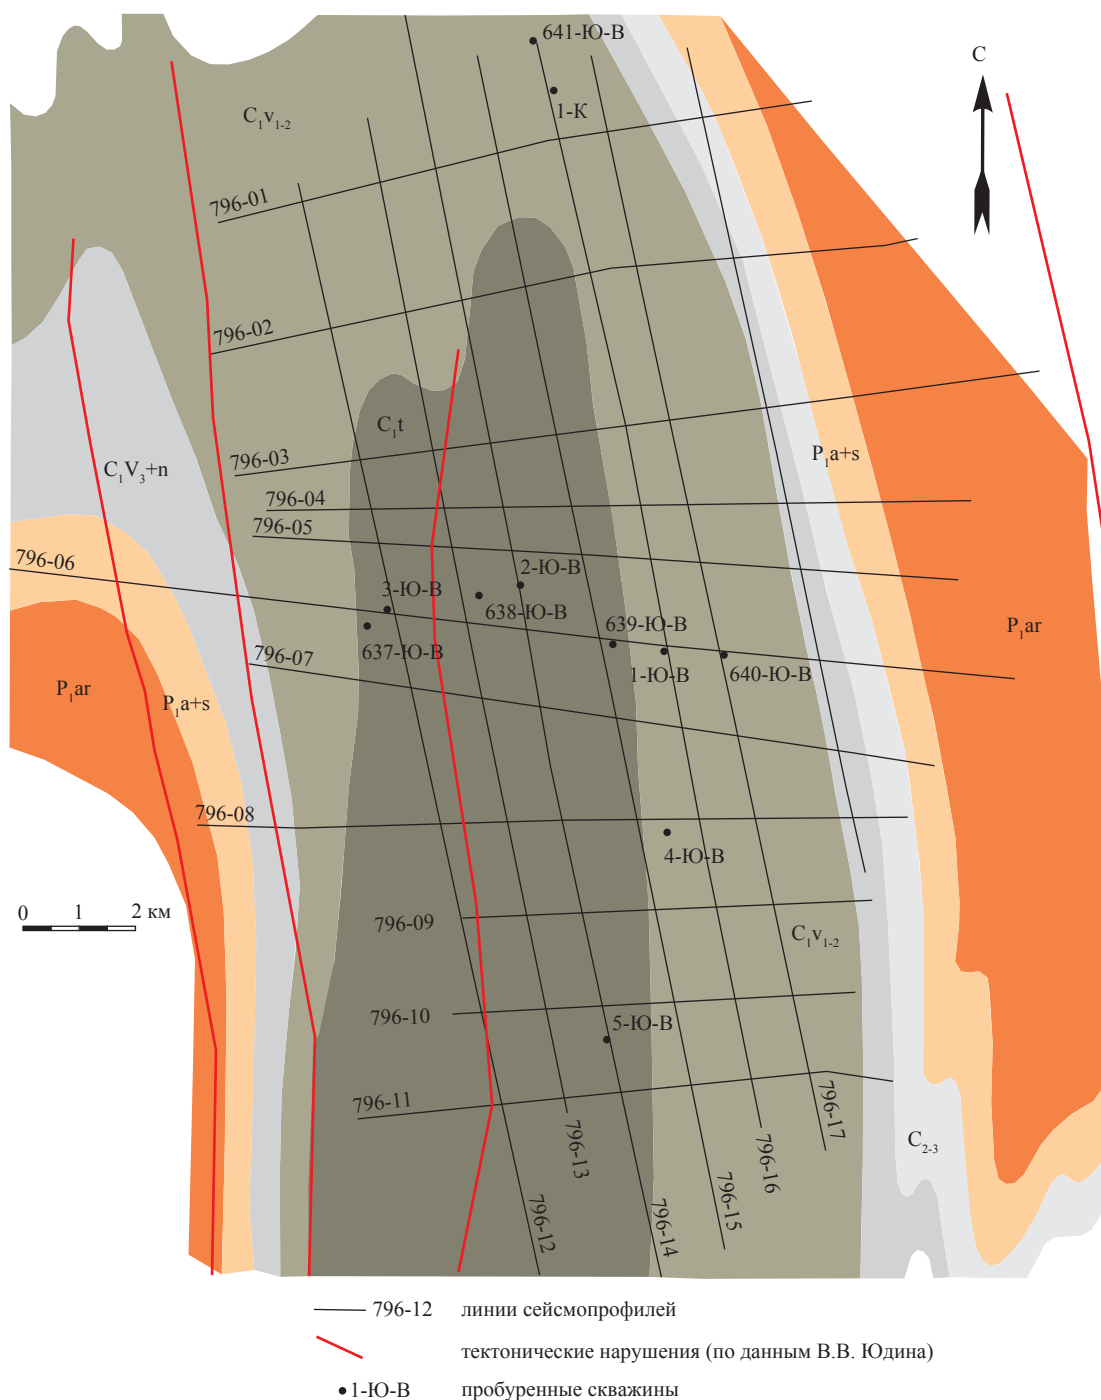 641-Ю-В
С
1-К
C₁v₁₋₂
796-01
796-02
C₁t
796-03
P₁a+s
C₁V₃+n
796-04
796-05
796-06
2-Ю-В
3-Ю-В
638-Ю-В
639-Ю-В
P₁ar
637-Ю-В
796-07
1-Ю-В
640-Ю-В
P₁ar
P₁a+s
796-08
4-Ю-В
0 1 2 км
796-09
C₁v₁₋₂
796-10
5-Ю-В
796-11
796-17
C₂₋₃
796-13
796-16
796-15
796-12
796-14
796-12 линии сейсмопрофилей
тектонические нарушения (по данным В.В. Юдина)
1-Ю-В пробуренные скважины